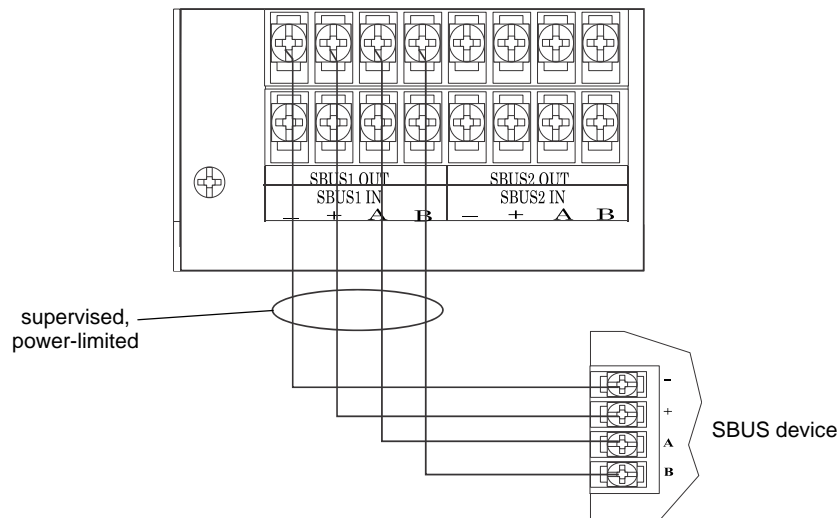 SBUS1 OUT SBUS2 OUT
SBUS1 IN SBUS2 IN
– + A B – + A B
supervised,
power-limited
–
+
A
B
SBUS device